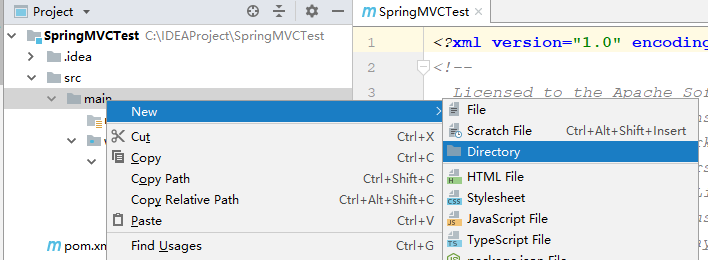 Project
SpringMVCTest
SpringMVCTest C:\IDEAProject\SpringMVCTest
.idea
src
main
pom.xm
1 <?xml version="1.0" encoding
2 <!--
3 Licensed to the Apache Sof
New
Cut Ctrl+X
Copy Ctrl+C
Copy Path Ctrl+Shift+C
Copy Relative Path Ctrl+Alt+Shift+C
Paste Ctrl+V
Find Usages Ctrl+G
File
Scratch File Ctrl+Alt+Shift+Insert
Directory
HTML File
Stylesheet
JavaScript File
TypeScript File